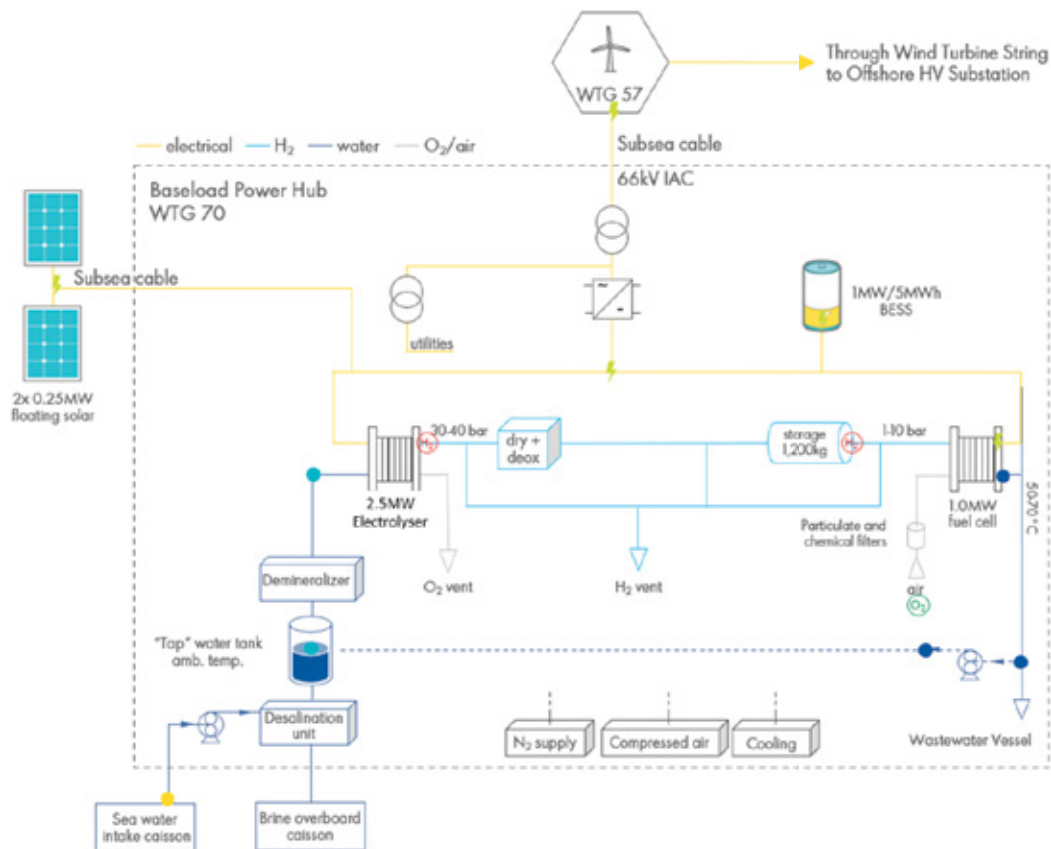 Through Wind Turbine String
to Offshore HV Substation
WTG 57
electrical
H₂
water
O₂/air
Subsea cable
66kV IAC
Baseload Power Hub
WTG 70
Subsea cable
1MW/5MWh
BESS
utilities
2x 0.25MW
floating solar
H₂
30-40 bar
dry +
deox
storage
1,200kg
H₂
1-10 bar
2.5MW
Electrolyser
1.0MW
fuel cell
50-70°C
Particulate and
chemical filters
O₂ vent
H₂ vent
air
O₂
Demineralizer
"Tap" water tank
amb. temp.
Desalination
unit
N₂ supply
Compressed air
Cooling
Wastewater Vessel
Sea water
intake caisson
Brine overboard
caisson